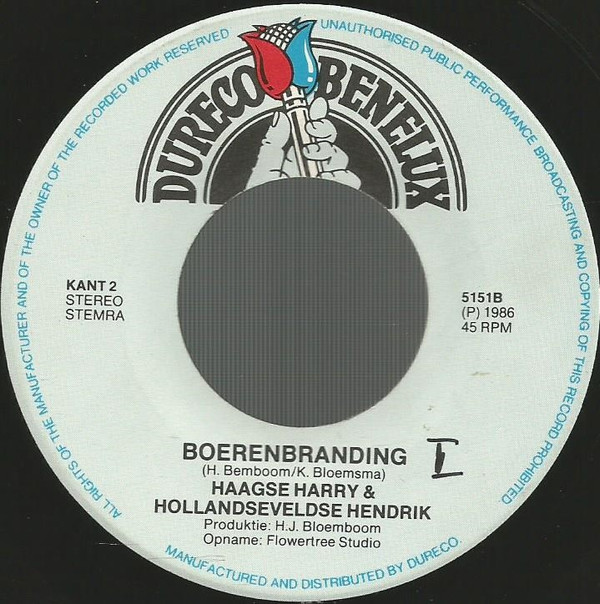 DURECO BENELUX
ALL RIGHTS OF THE MANUFACTURER AND OF THE OWNER OF THE RECORDED WORK RESERVED
UNAUTHORISED PUBLIC PERFORMANCE BROADCASTING AND COPYING OF THIS RECORD PROHIBITED
KANT 2
STEREO
STEMRA
5151B
(P) 1986
45 RPM
BOERENBRANDING I
(H. Bemboom/K. Bloemsma)
HAAGSE HARRY &
HOLLANDSEVELDSE HENDRIK
Produktie: H.J. Bloemboom
Opname: Flowertree Studio
MANUFACTURED AND DISTRIBUTED BY DURECO.